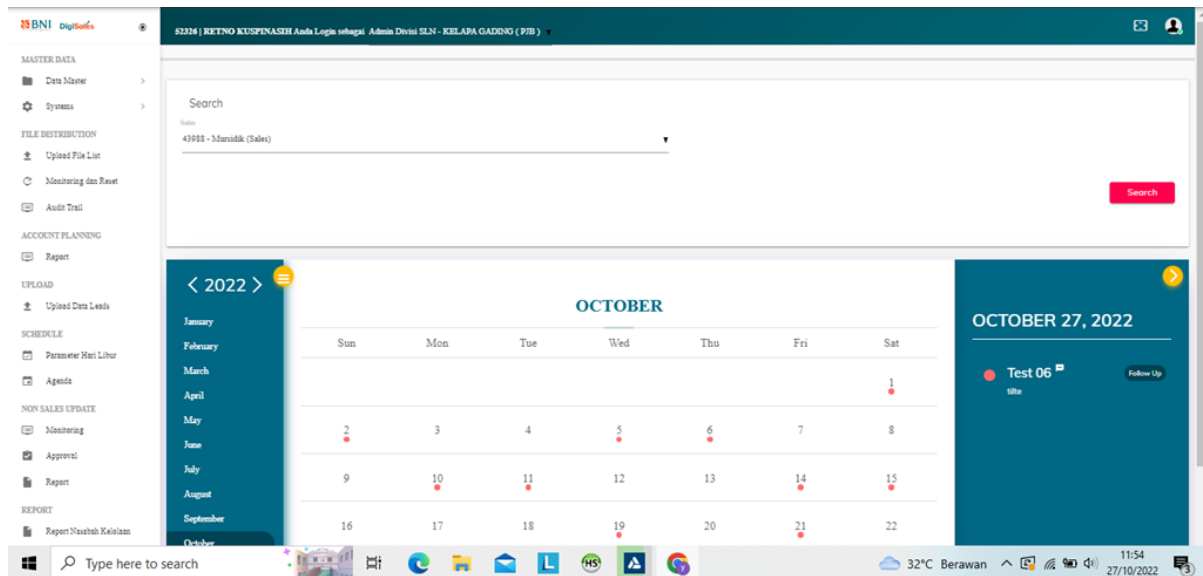 BNI DigiSales
52326 | RETNO KUSPINASIH Anda Login sebagai Admin Divisi SLN - KELAPA GADING ( PJB )
MASTER DATA
Data Master
Systems
FILE DISTRIBUTION
Upload File List
Monitoring dan Reset
Audit Trail
ACCOUNT PLANNING
Report
UPLOAD
Upload Data Leads
SCHEDULE
Parameter Hari Libur
Agenda
NON SALES UPDATE
Monitoring
Approval
Report
REPORT
Report Nasabah Kelolaan
Search
Sales
43988 - Mursidik (Sales)
Search
2022
January
February
March
April
May
June
July
August
September
October
OCTOBER
Sun Mon Tue Wed Thu Fri Sat
1
2 3 4 5 6 7 8
9 10 11 12 13 14 15
16 17 18 19 20 21 22
OCTOBER 27, 2022
Test 06 Follow Up
tilte
Type here to search
L
HS
G
32°C Berawan
11:54
27/10/2022
3